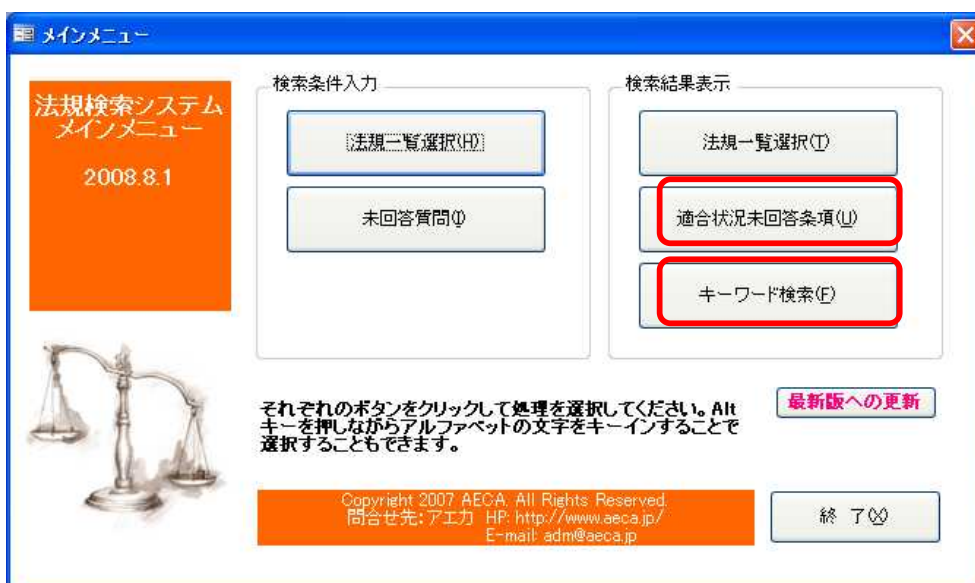 メインメニュー
法規検索システム
メインメニュー
2008.8.1
検索条件入力
法規一覧選択(H)
未回答質問(I)
検索結果表示
法規一覧選択(T)
適合状況未回答条項(U)
キーワード検索(F)
それぞれのボタンをクリックして処理を選択してください。Alt
キーを押しながらアルファベットの文字をキーインすることで
選択することもできます。
最新版への更新
Copyright 2007 AECA. All Rights Reserved.
問合せ先:アエカ HP: http://www.aeca.jp/
E-mail: adm@aeca.jp
終 了(X)